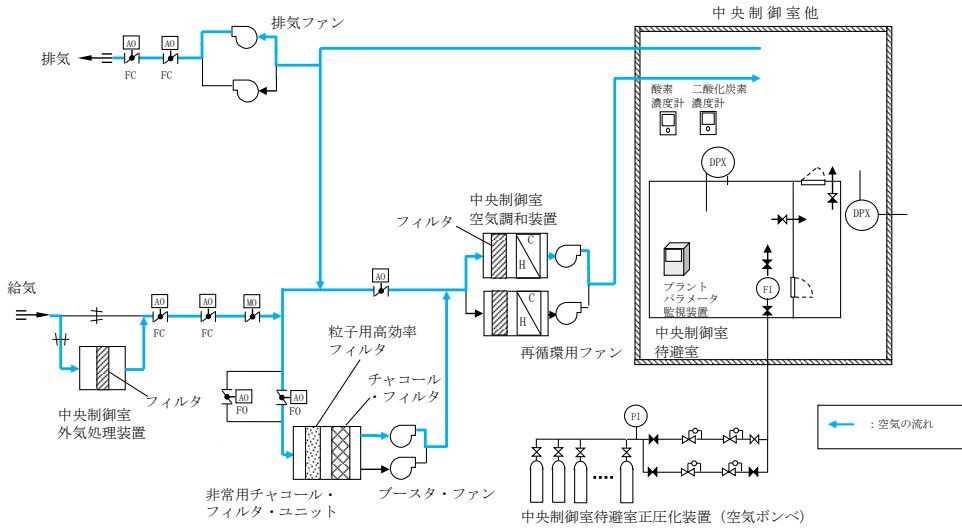 中央制御室他
排気ファン
AO
AO
排気
FC
FC
酸素
濃度計
二酸化炭素
濃度計
DPX
DPX
中央制御室
空気調和装置
フィルタ
C
H
C
H
再循環用ファン
プラント
パラメータ
監視装置
FI
中央制御室
待避室
給気
AO
AO
MO
AO
FC
FC
フィルタ
中央制御室
外気処理装置
粒子用高効率
フィルタ
チャコール
・フィルタ
AO
FO
AO
FO
非常用チャコール・
フィルタ・ユニット
ブースタ・ファン
PI
中央制御室待避室正圧化装置（空気ボンベ）
：空気の流れ